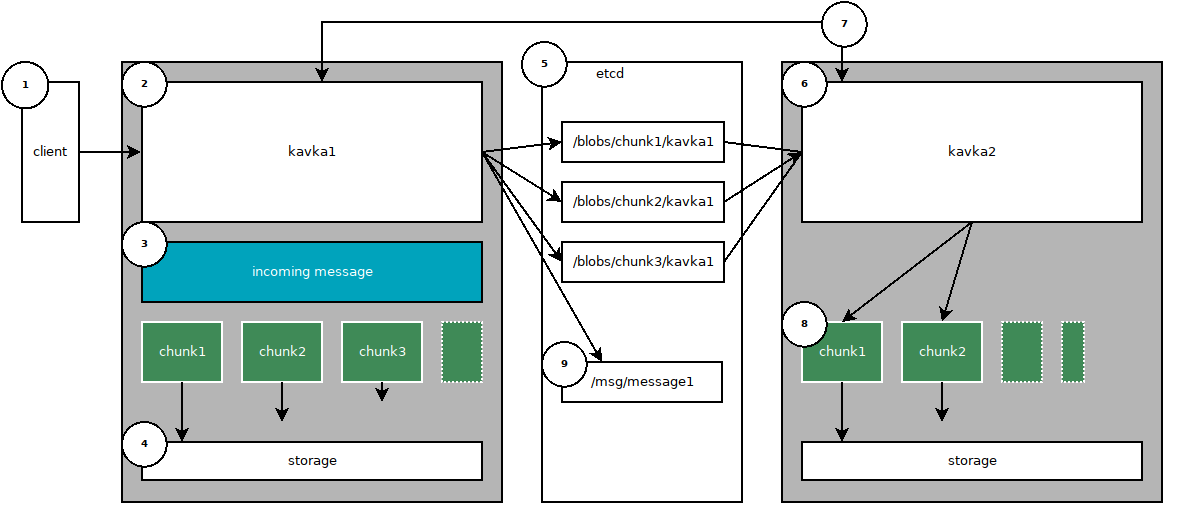 7
1
client
2
kavka1
3
incoming message
chunk1
chunk2
chunk3
4
storage
5
etcd
/blobs/chunk1/kavka1
/blobs/chunk2/kavka1
/blobs/chunk3/kavka1
9
/msg/message1
6
kavka2
8
chunk1
chunk2
storage